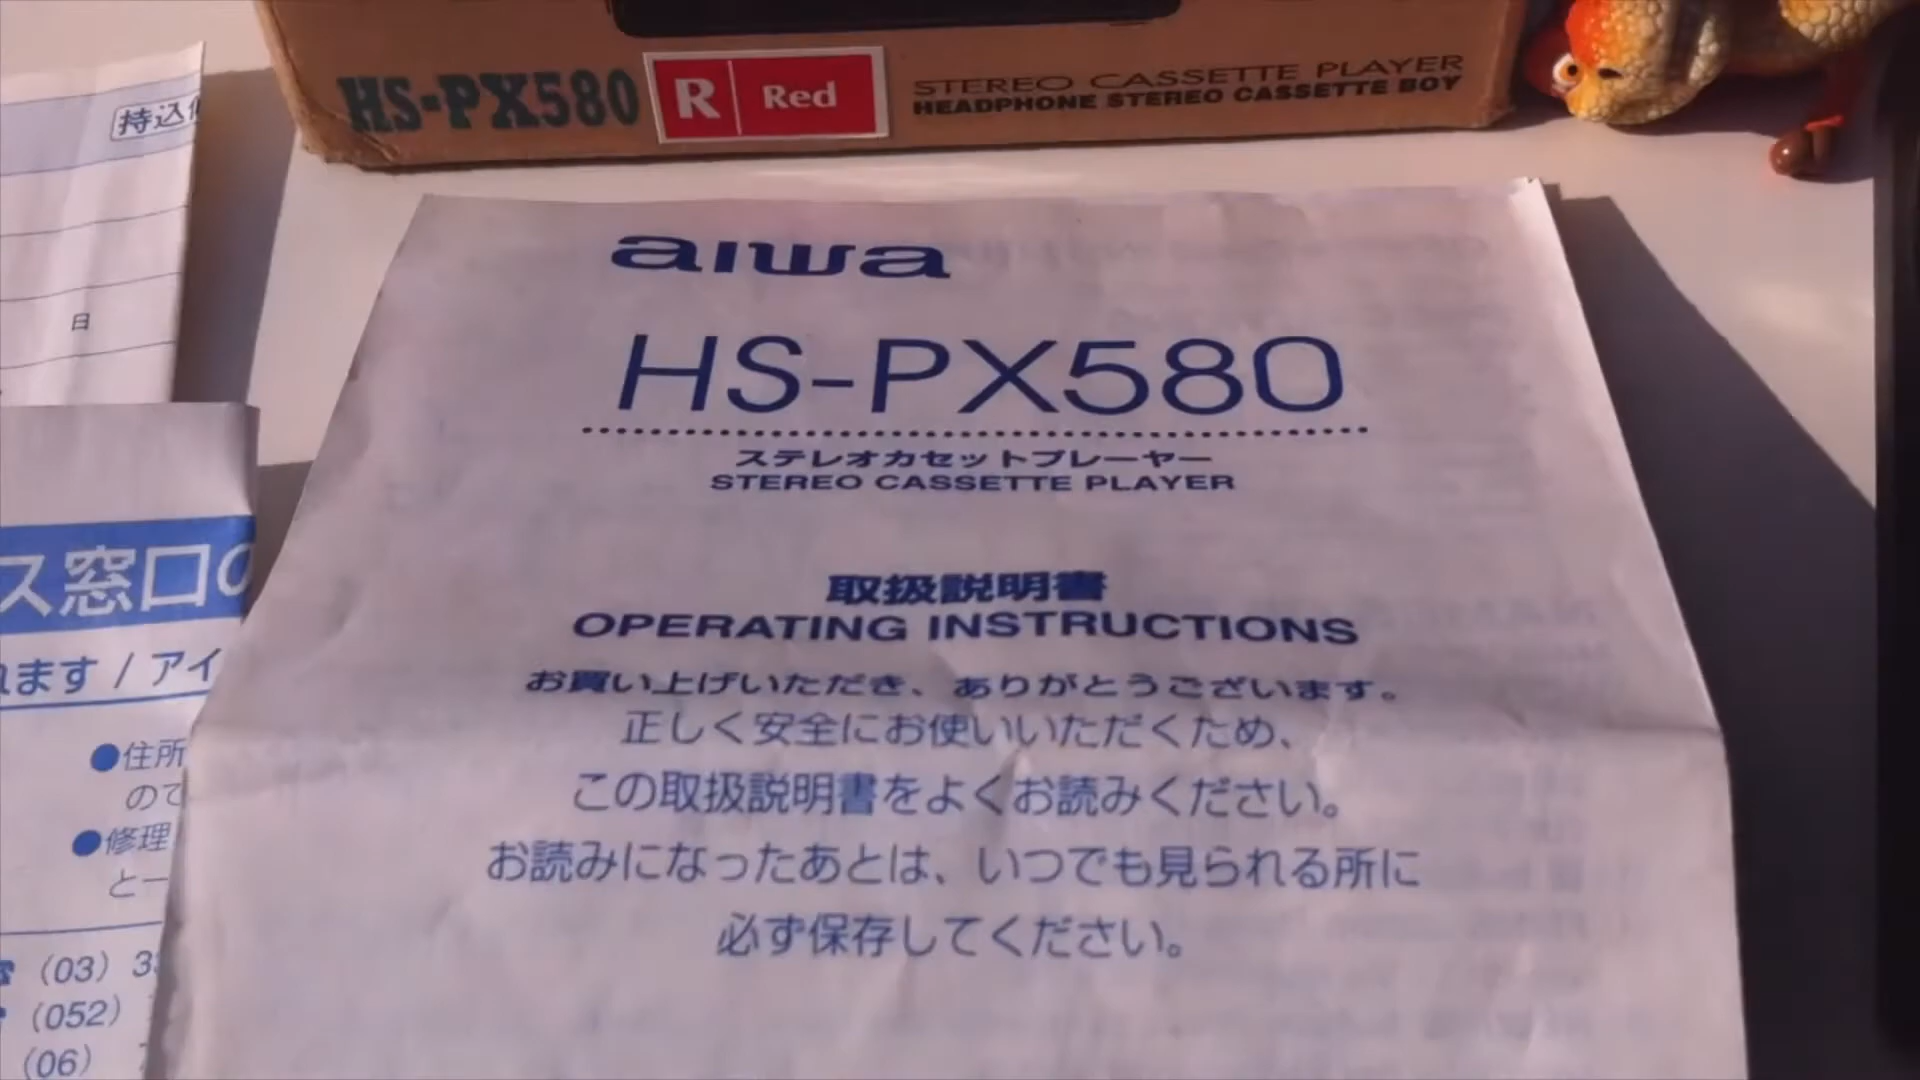 HS-PX580
R Red
STEREO CASSETTE PLAYER
HEADPHONE STEREO CASSETTE BOY
持込
日
ス窓口の
ます / アイ
●住所
ので
●修理
と一
(03) 3
(052)
(06)
aiwa
HS-PX580
ステレオカセットプレーヤー
STEREO CASSETTE PLAYER
取扱説明書
OPERATING INSTRUCTIONS
お買い上げいただき、ありがとうございます。
正しく安全にお使いいただくため、
この取扱説明書をよくお読みください。
お読みになったあとは、いつでも見られる所に
必ず保存してください。